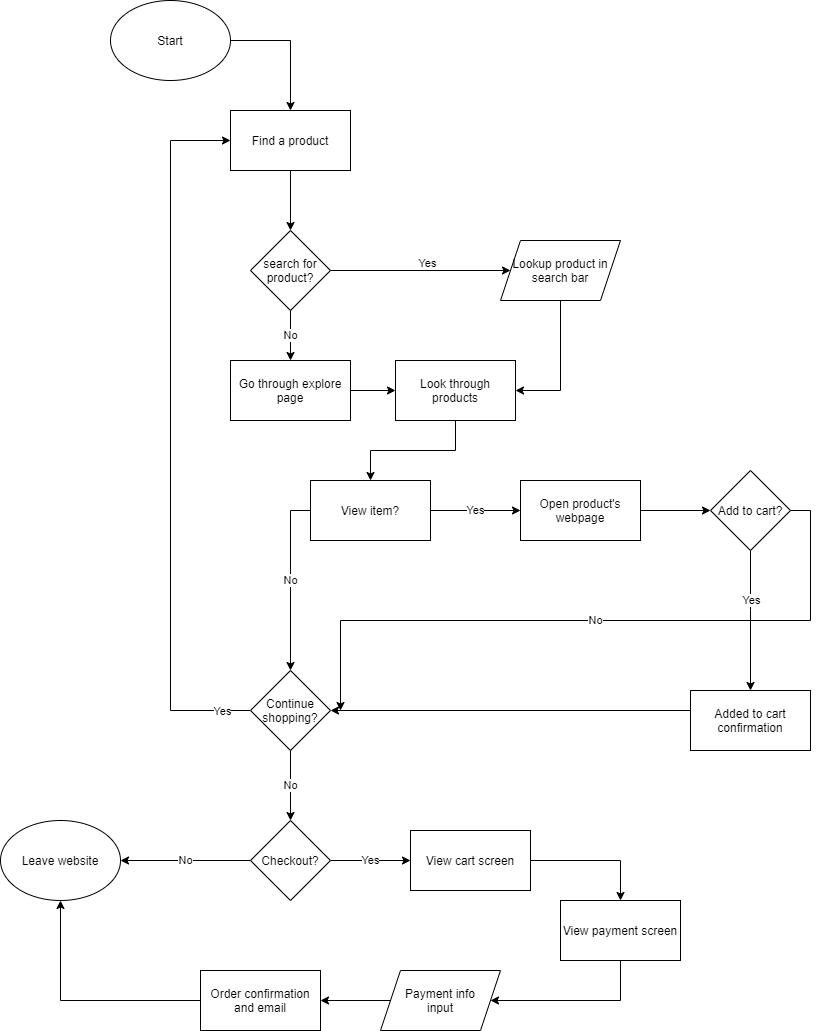 Start
Find a product
search for
product?
Yes
Lookup product in
search bar
No
Go through explore
page
Look through
products
View item?
Yes
Open product's
webpage
Add to cart?
No
Yes
No
Continue
shopping?
Yes
Added to cart
confirmation
No
Leave website
No
Checkout?
Yes
View cart screen
View payment screen
Order confirmation
and email
Payment info
input